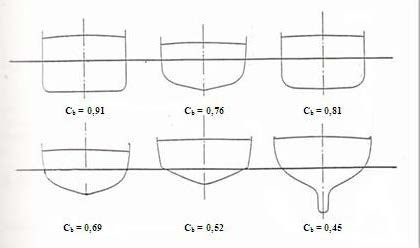 Cb = 0,91 Cb = 0,76 Cb = 0,81
Cb = 0,69 Cb = 0,52 Cb = 0,45